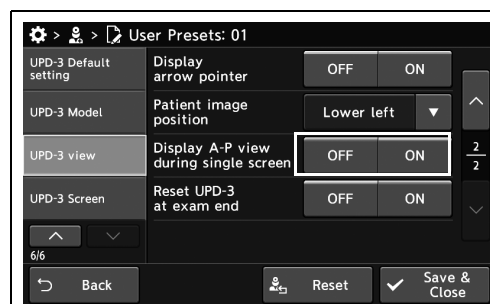 > > User Presets: 01
UPD-3 Default
setting
Display
arrow pointer
OFF ON
UPD-3 Model
Patient image
position
Lower left
UPD-3 view
Display A-P view
during single screen
OFF ON
2
2
UPD-3 Screen
Reset UPD-3
at exam end
OFF ON
6/6
Back
Reset
Save &
Close